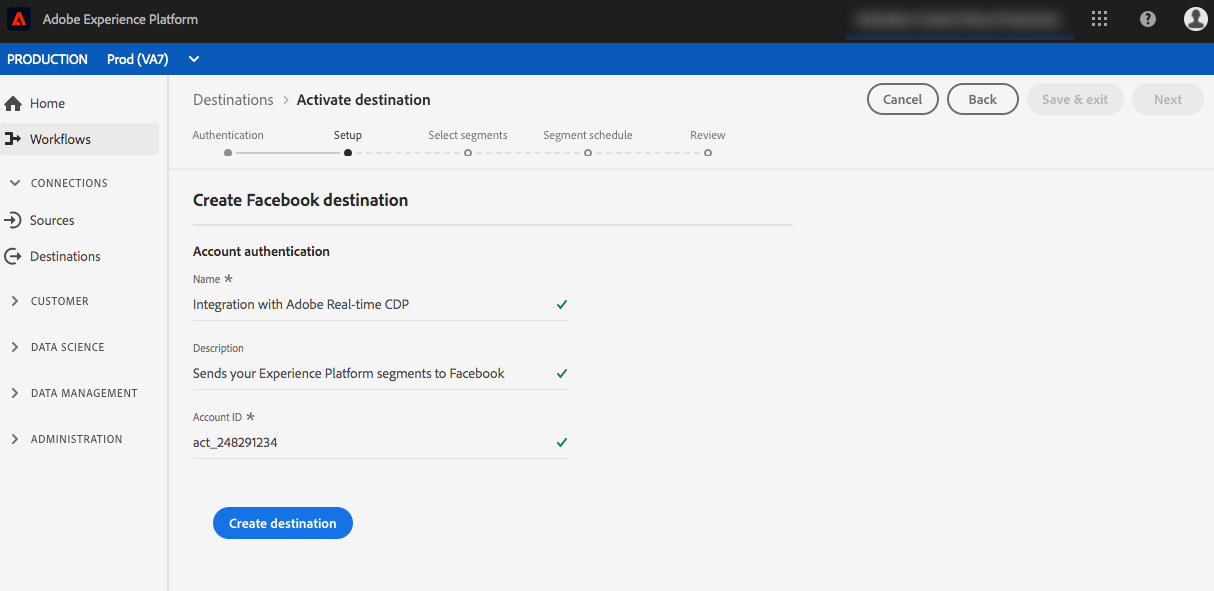 Adobe Experience Platform
PRODUCTION Prod (VA7)
Home
Workflows
CONNECTIONS
Sources
Destinations
CUSTOMER
DATA SCIENCE
DATA MANAGEMENT
ADMINISTRATION
Destinations > Activate destination
Cancel Back Save & exit Next
Authentication Setup Select segments Segment schedule Review
Create Facebook destination
Account authentication
Name *
Integration with Adobe Real-time CDP
Description
Sends your Experience Platform segments to Facebook
Account ID *
act_248291234
Create destination